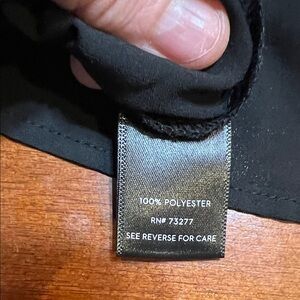 100% POLYESTER
RN# 73277
SEE REVERSE FOR CARE